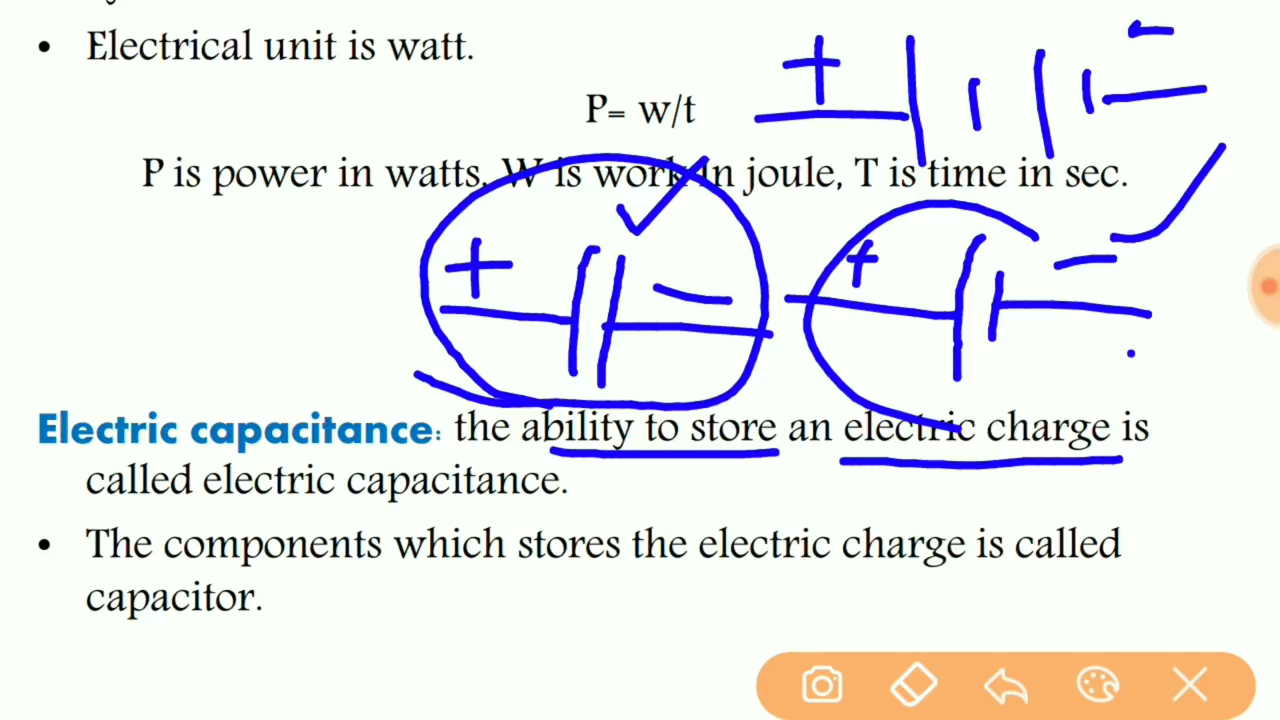 • Electrical unit is watt.
P= w/t
P is power in watts, W is work in joule, T is time in sec.
+ - 
+ -
+ -
Electric capacitance: the ability to store an electric charge is
called electric capacitance.
• The components which stores the electric charge is called
capacitor.